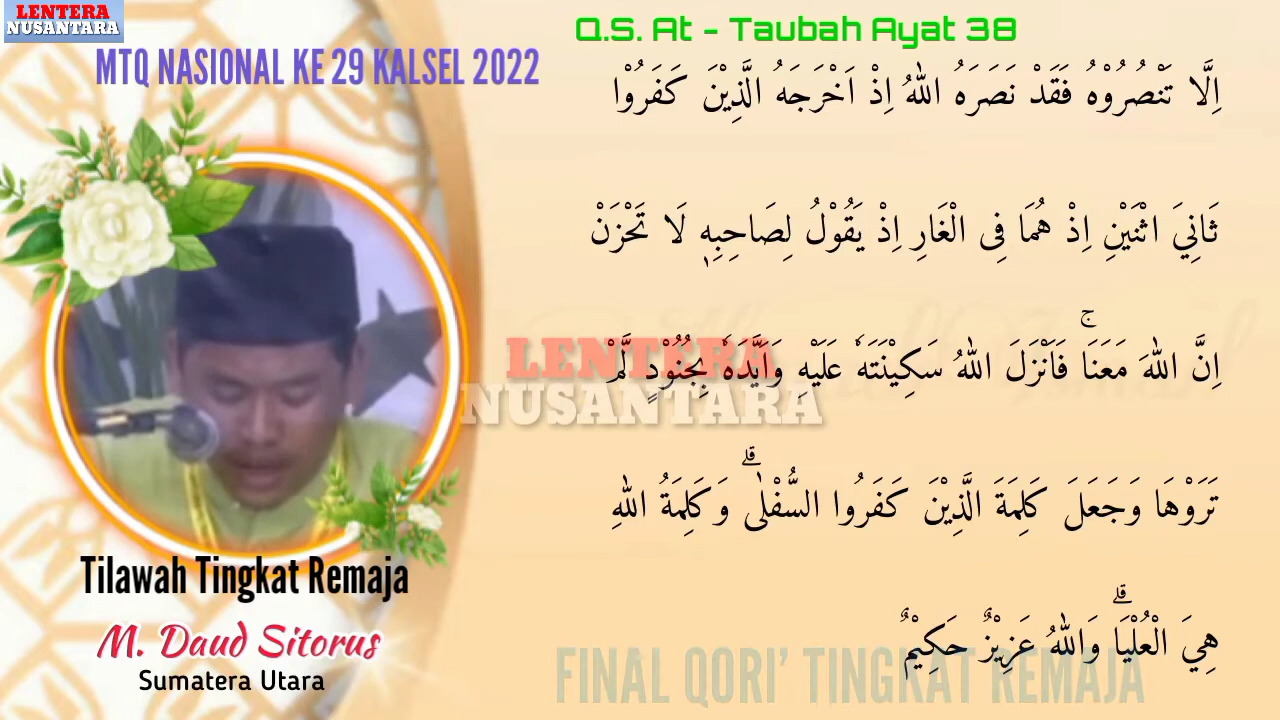 LENTERA
NUSANTARA
MTQ NASIONAL KE 29 KALSEL 2022
Q.S. At - Taubah Ayat 38
اِلَّا تَنْصُرُوْهُ فَقَدْ نَصَرَهُ اللّٰهُ اِذْ اَخْرَجَهُ الَّذِيْنَ كَفَرُوْا
ثَانِيَ اثْنَيْنِ اِذْ هُمَا فِى الْغَارِ اِذْ يَقُوْلُ لِصَاحِبِهٖ لَا تَحْزَنْ
اِنَّ اللّٰهَ مَعَنَاۚ فَاَنْزَلَ اللّٰهُ سَكِيْنَتَهٗ عَلَيْهِ وَاَيَّدَهٗ بِجُنُوْدٍ لَّمْ
LENTERA
NUSANTARA
تَرَوْهَا وَجَعَلَ كَلِمَةَ الَّذِيْنَ كَفَرُوا السُّفْلٰىۗ وَكَلِمَةُ اللّٰهِ
هِيَ الْعُلْيَاۗ وَاللّٰهُ عَزِيْزٌ حَكِيْمٌ
Tilawah Tingkat Remaja
M. Daud Sitorus
Sumatera Utara
FINAL QORI' TINGKAT REMAJA